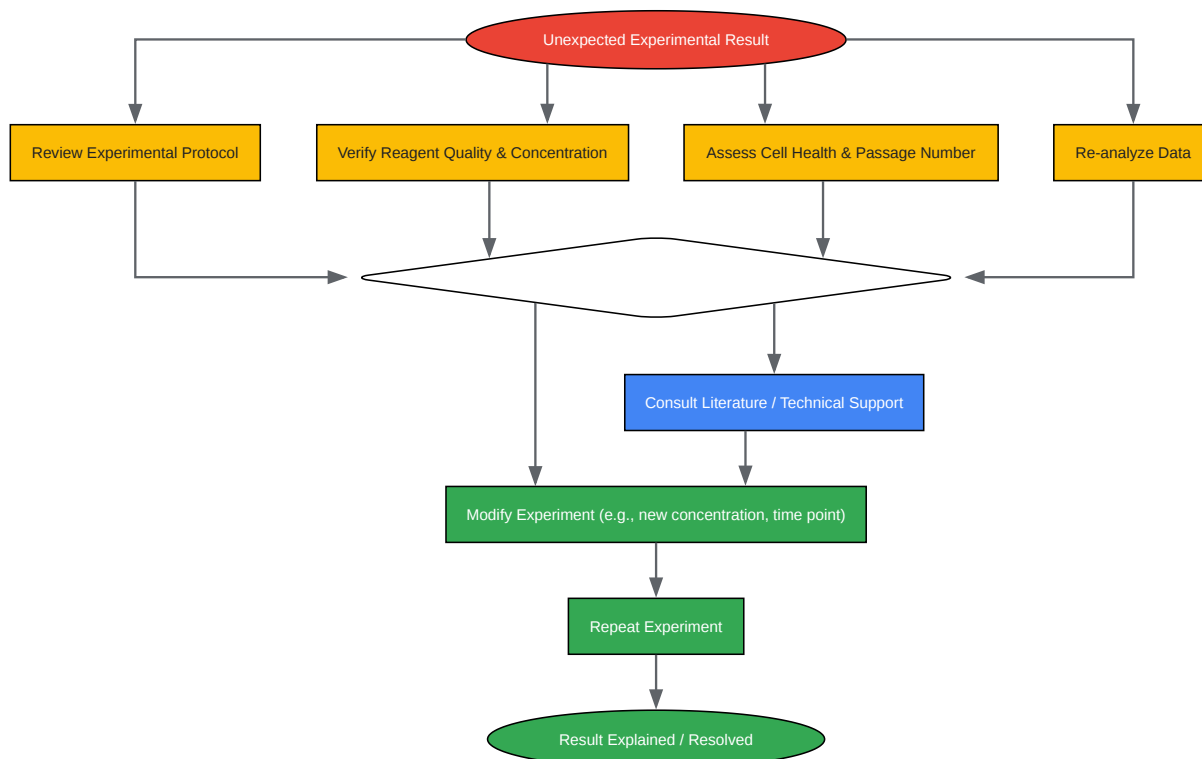 Unexpected Experimental Result
Review Experimental Protocol
Verify Reagent Quality & Concentration
Assess Cell Health & Passage Number
Re-analyze Data
Consult Literature / Technical Support
Modify Experiment (e.g., new concentration, time point)
Repeat Experiment
Result Explained / Resolved